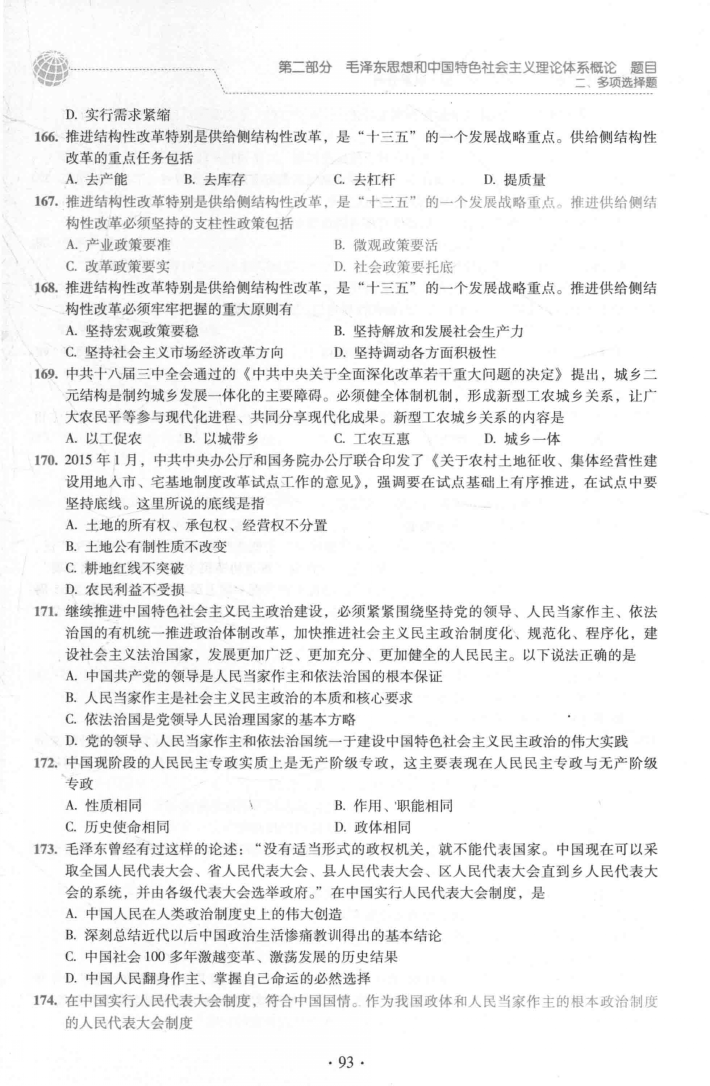 第二部分 毛泽东思想和中国特色社会主义理论体系概论 题目
二、多项选择题
D. 实行需求紧缩
166. 推进结构性改革特别是供给侧结构性改革，是“十三五”的一个发展战略重点。供给侧结构性
改革的重点任务包括
A. 去产能 B. 去库存 C. 去杠杆 D. 提质量
167. 推进结构性改革特别是供给侧结构性改革，是“十三五”的一个发展战略重点。推进供给侧结
构性改革必须坚持的支柱性政策包括
A. 产业政策要准 B. 微观政策要活
C. 改革政策要实 D. 社会政策要托底
168. 推进结构性改革特别是供给侧结构性改革，是“十三五”的一个发展战略重点。推进供给侧结
构性改革必须牢牢把握的重大原则有
A. 坚持宏观政策要稳 B. 坚持解放和发展社会生产力
C. 坚持社会主义市场经济改革方向 D. 坚持调动各方面积极性
169. 中共十八届三中全会通过的《中共中央关于全面深化改革若干重大问题的决定》提出，城乡二
元结构是制约城乡发展一体化的主要障碍。必须健全体制机制，形成新型工农城乡关系，让广
大农民平等参与现代化进程、共同分享现代化成果。新型工农城乡关系的内容是
A. 以工促农 B. 以城带乡 C. 工农互惠 D. 城乡一体
170. 2015 年 1 月，中共中央办公厅和国务院办公厅联合印发了《关于农村土地征收、集体经营性建
设用地入市、宅基地制度改革试点工作的意见》，强调要在试点基础上有序推进，在试点中要
坚持底线。这里所说的底线是指
A. 土地的所有权、承包权、经营权不分置
B. 土地公有制性质不改变
C. 耕地红线不突破
D. 农民利益不受损
171. 继续推进中国特色社会主义民主政治建设，必须紧紧围绕坚持党的领导、人民当家作主、依法
治国的有机统一推进政治体制改革，加快推进社会主义民主政治制度化、规范化、程序化，建
设社会主义法治国家，发展更加广泛、更加充分、更加健全的人民民主。以下说法正确的是
A. 中国共产党的领导是人民当家作主和依法治国的根本保证
B. 人民当家作主是社会主义民主政治的本质和核心要求
C. 依法治国是党领导人民治理国家的基本方略
D. 党的领导、人民当家作主和依法治国统一于建设中国特色社会主义民主政治的伟大实践
172. 中国现阶段的人民民主专政实质上是无产阶级专政，这主要表现在人民民主专政与无产阶级
专政
A. 性质相同 B. 作用、职能相同
C. 历史使命相同 D. 政体相同
173. 毛泽东曾经有过这样的论述：“没有适当形式的政权机关，就不能代表国家。中国现在可以采
取全国人民代表大会、省人民代表大会、县人民代表大会、区人民代表大会直到乡人民代表大
会的系统，并由各级代表大会选举政府。”在中国实行人民代表大会制度，是
A. 中国人民在人类政治制度史上的伟大创造
B. 深刻总结近代以后中国政治生活惨痛教训得出的基本结论
C. 中国社会 100 多年激越变革、激荡发展的历史结果
D. 中国人民翻身作主、掌握自己命运的必然选择
174. 在中国实行人民代表大会制度，符合中国国情。作为我国政体和人民当家作主的根本政治制度
的人民代表大会制度
· 93 ·